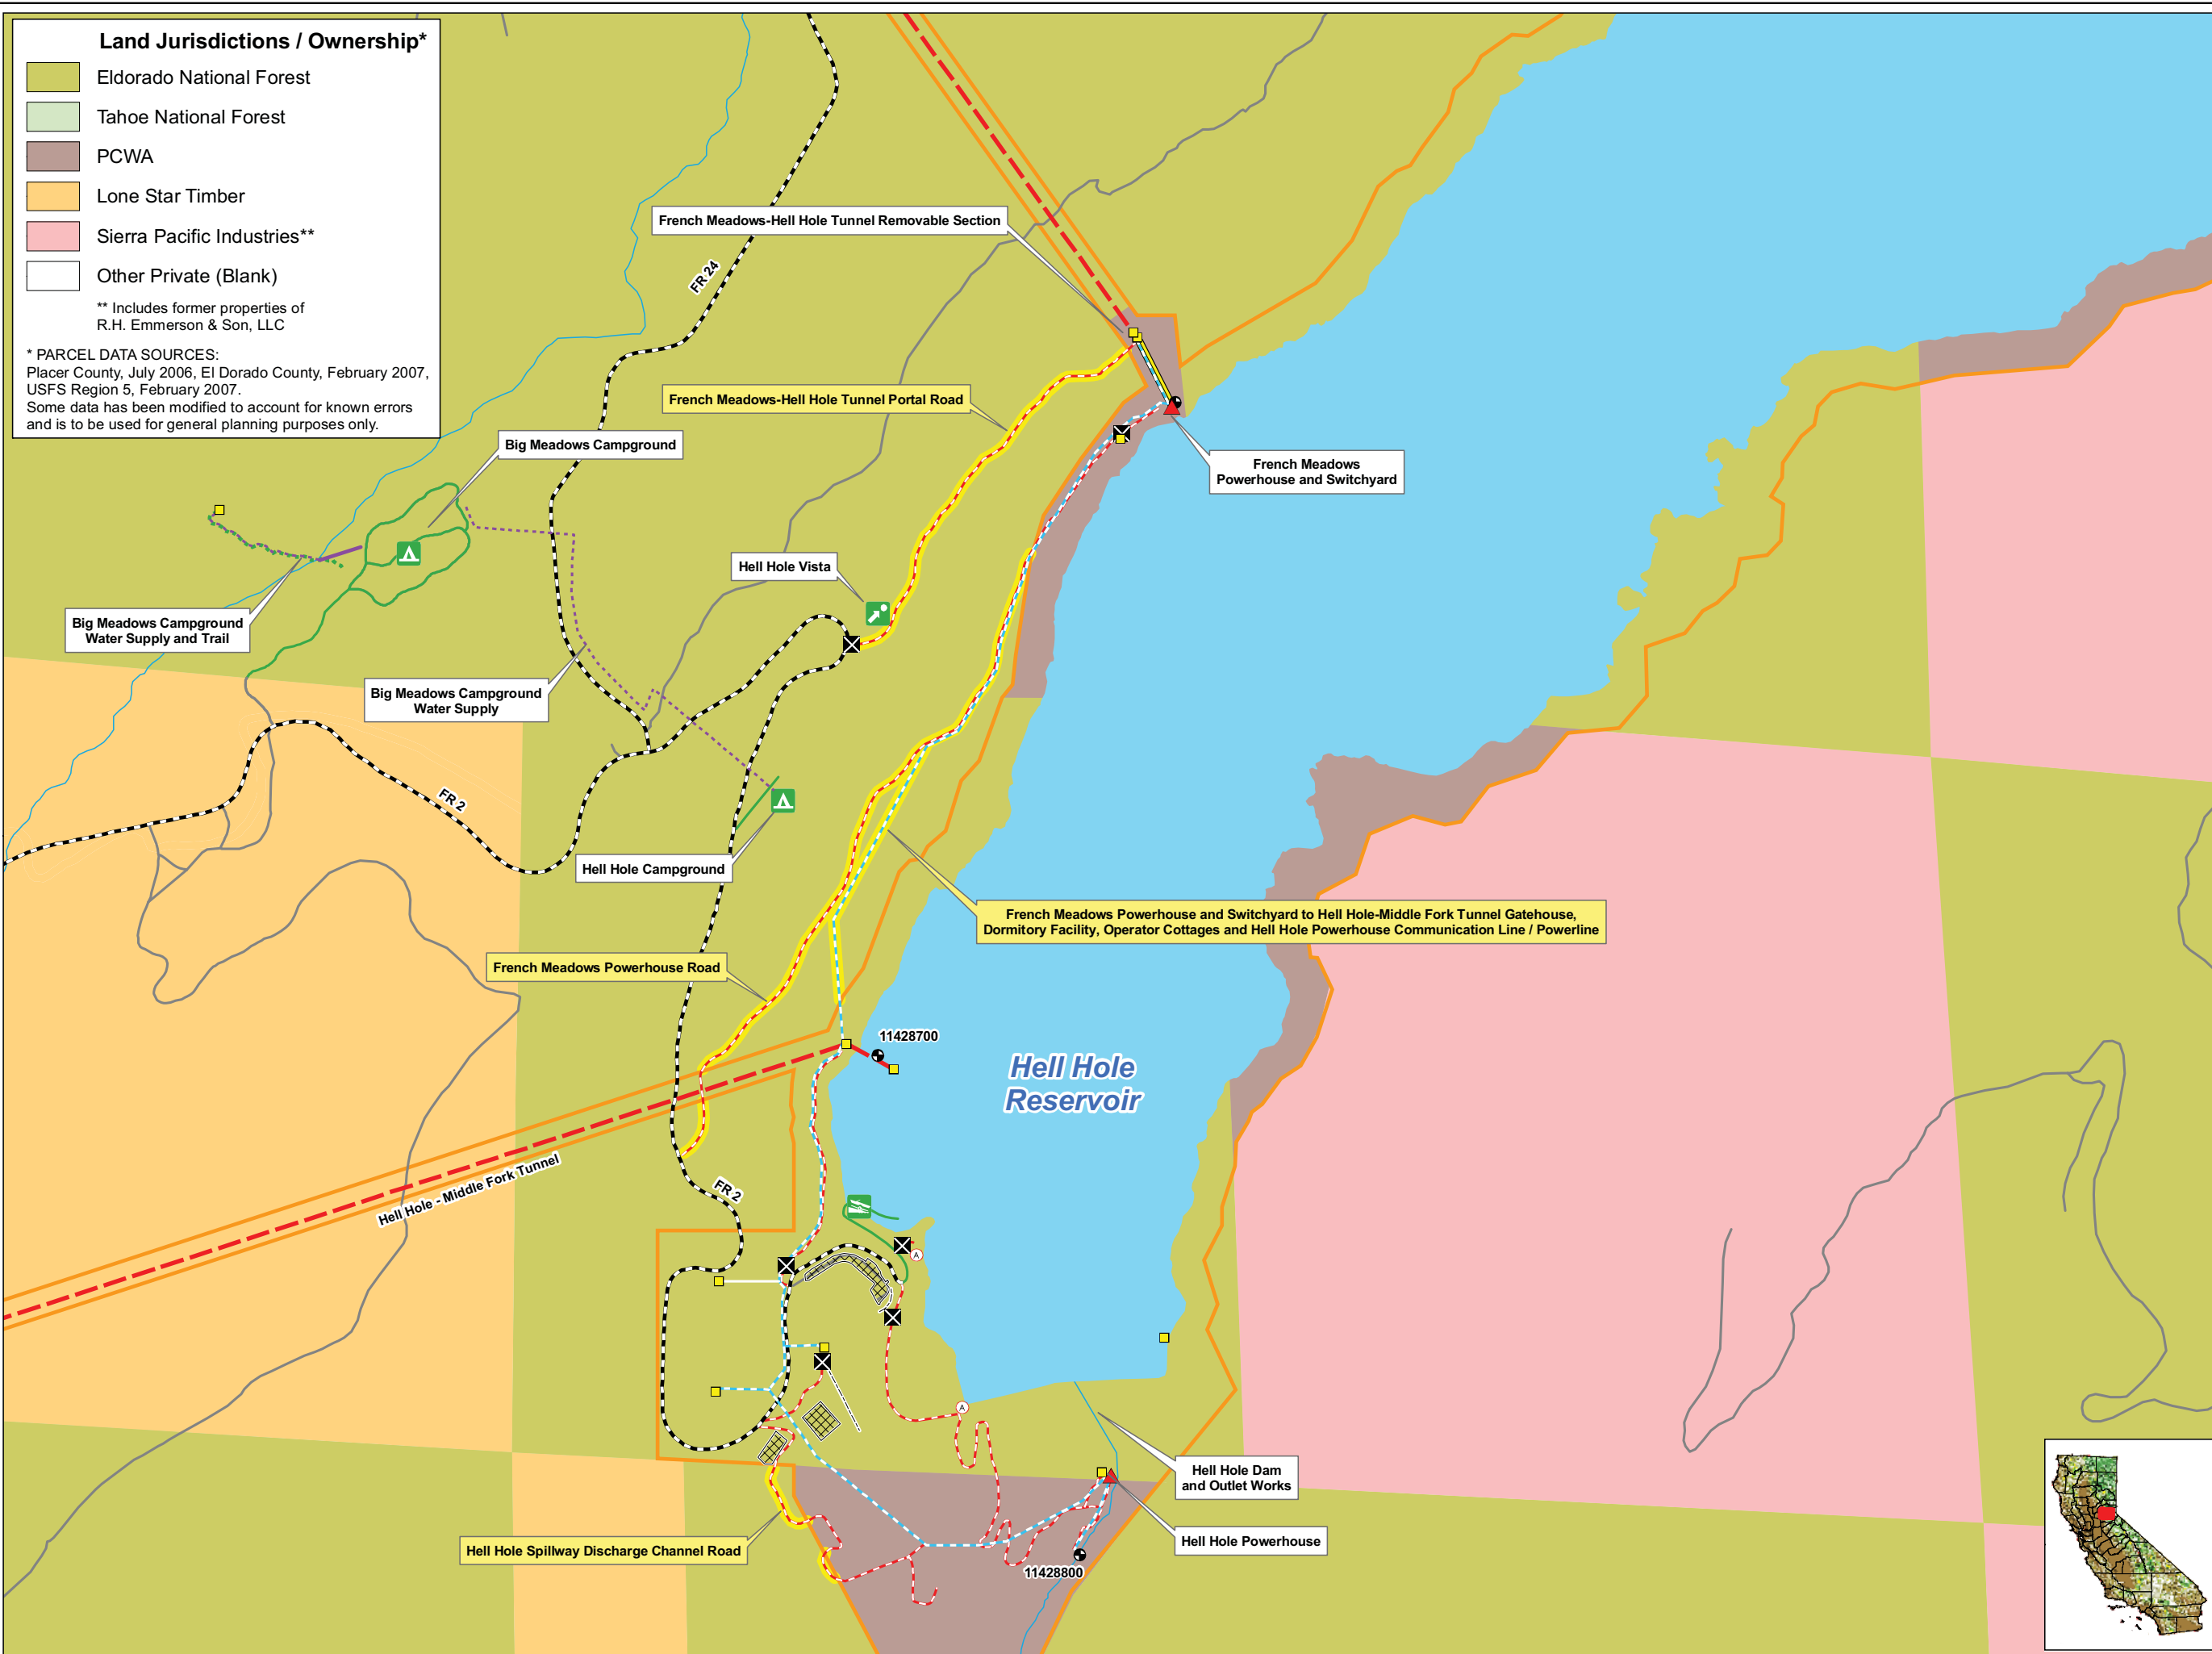 Land Jurisdictions / Ownership*
Eldorado National Forest
Tahoe National Forest
PCWA
Lone Star Timber
Sierra Pacific Industries**
Other Private (Blank)
** Includes former properties of
R.H. Emmerson & Son, LLC
* PARCEL DATA SOURCES:
Placer County, July 2006, El Dorado County, February 2007,
USFS Region 5, February 2007.
Some data has been modified to account for known errors
and is to be used for general planning purposes only.
French Meadows-Hell Hole Tunnel Removable Section
FR 24
French Meadows-Hell Hole Tunnel Portal Road
Big Meadows Campground
French Meadows
Powerhouse and Switchyard
Hell Hole Vista
Big Meadows Campground
Water Supply and Trail
Big Meadows Campground
Water Supply
FR 2
Hell Hole Campground
French Meadows Powerhouse and Switchyard to Hell Hole-Middle Fork Tunnel Gatehouse,
Dormitory Facility, Operator Cottages and Hell Hole Powerhouse Communication Line / Powerline
French Meadows Powerhouse Road
11428700
Hell Hole
Reservoir
Hell Hole - Middle Fork Tunnel
FR 2
A
A
Hell Hole Dam
and Outlet Works
Hell Hole Powerhouse
Hell Hole Spillway Discharge Channel Road
11428800